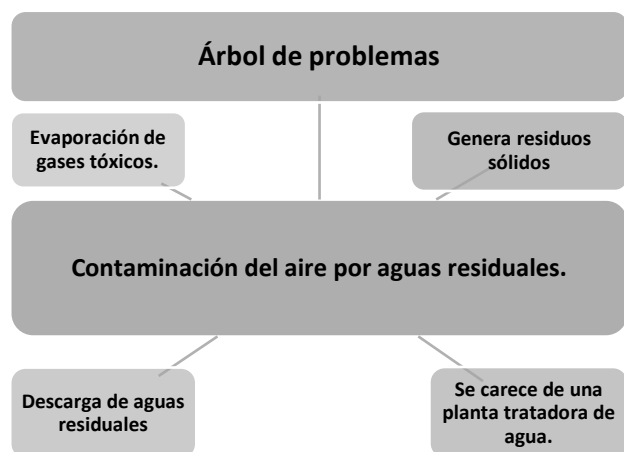 Árbol de problemas
Evaporación de
gases tóxicos.
Genera residuos
sólidos
Contaminación del aire por aguas residuales.
Descarga de aguas
residuales
Se carece de una
planta tratadora de
agua.